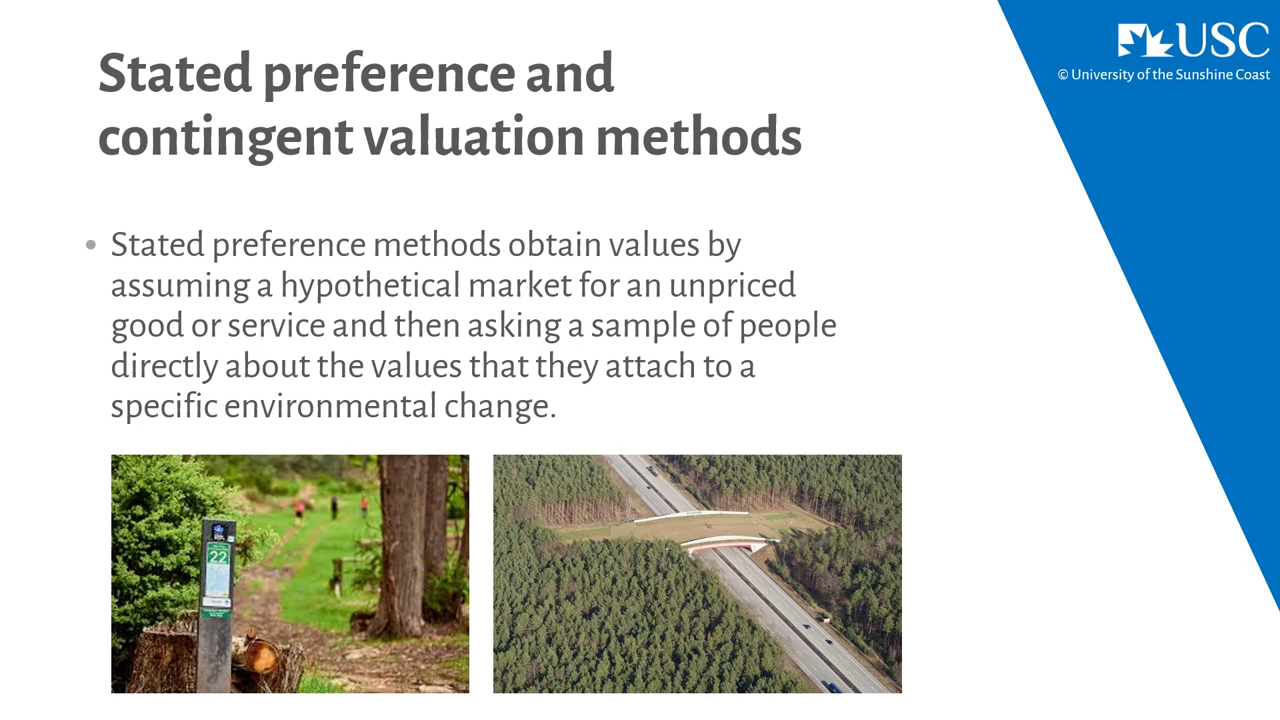 Stated preference and
contingent valuation methods
USC
© University of the Sunshine Coast
• Stated preference methods obtain values by
assuming a hypothetical market for an unpriced
good or service and then asking a sample of people
directly about the values that they attach to a
specific environmental change.
22